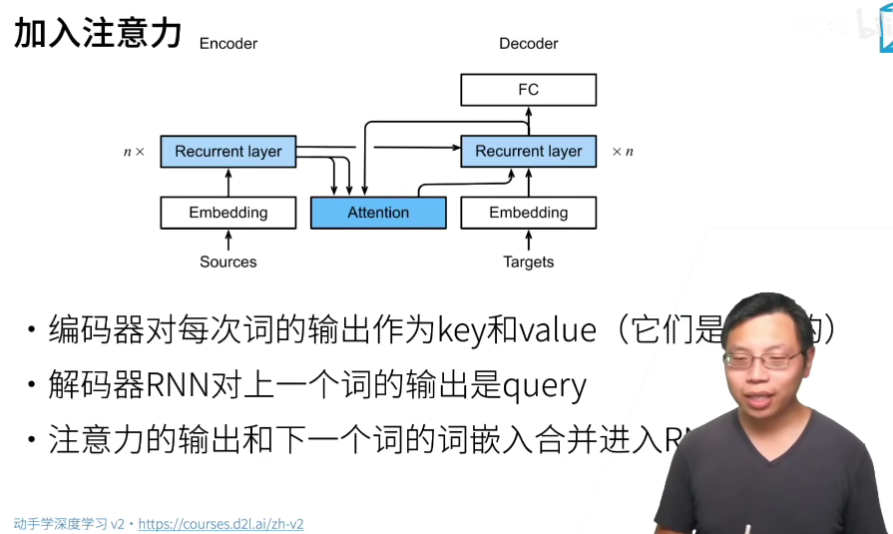 加入注意力
Encoder
Decoder
FC
n × Recurrent layer
Recurrent layer × n
Embedding
Attention
Embedding
Sources
Targets
• 编码器对每次词的输出作为key和value（它们是 的）
• 解码器RNN对上一个词的输出是query
• 注意力的输出和下一个词的词嵌入合并进入
动手学深度学习 v2 • https://courses.d2l.ai/zh-v2